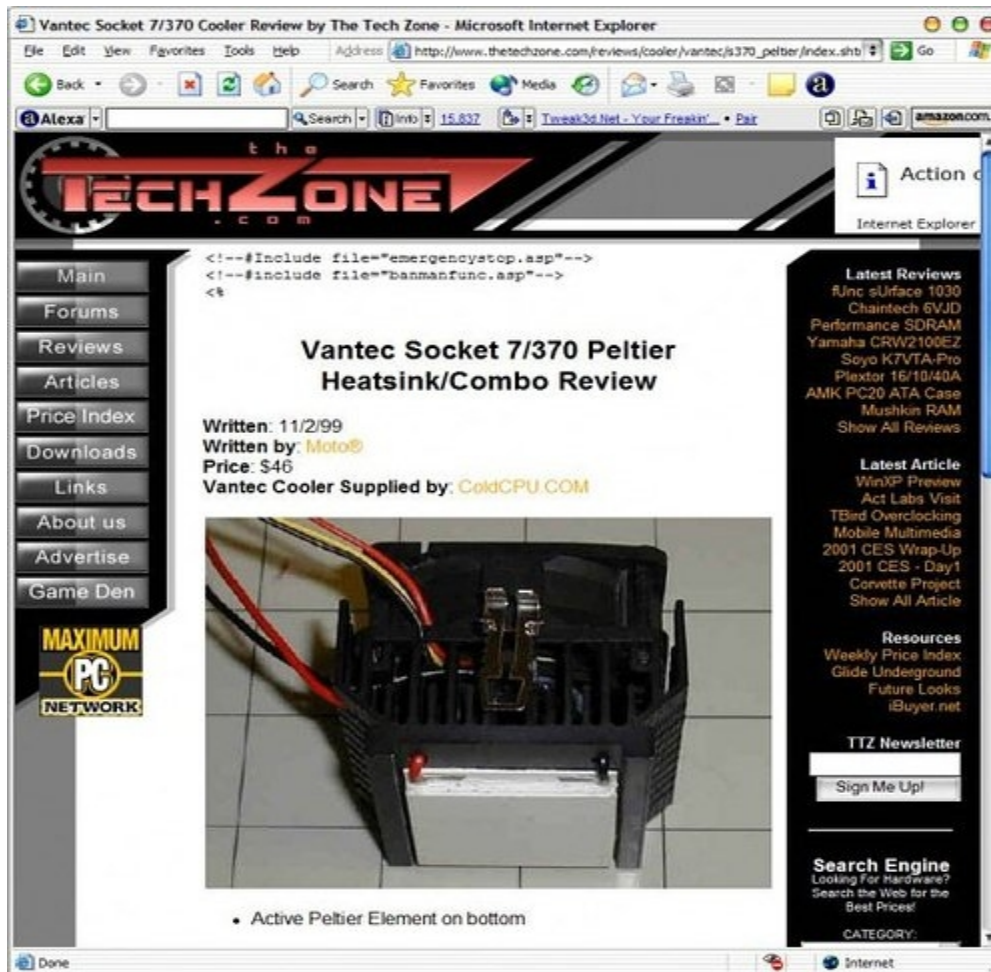 Vantec Socket 7/370 Cooler Review by The Tech Zone - Microsoft Internet Explorer
File Edit View Favorites Tools Help Address http://www.thetechzone.com/reviews/cooler/vantec/s370_peltier/index.sht Go
Back Search Favorites Media
Alexa Search Info 15,837 Tweak3d.Net - Your Freakin'... • Pair amazon.com.
the
TECHZONE
.com
Action c
Internet Explorer
Main
Forums
Reviews
Articles
Price Index
Downloads
Links
About us
Advertise
Game Den
MAXIMUM
PC
NETWORK
<!--#Include file="emergencystop.asp"-->
<!--#include file="banmanfunc.asp"-->
<%
Vantec Socket 7/370 Peltier
Heatsink/Combo Review
Written: 11/2/99
Written by: Moto®
Price: $46
Vantec Cooler Supplied by: ColdCPU.COM
• Active Peltier Element on bottom
Latest Reviews
fUnc sUrface 1030
Chaintech 6VJD
Performance SDRAM
Yamaha CRW2100EZ
Soyo K7VTA-Pro
Plextor 16/10/40A
AMK PC20 ATA Case
Mushkin RAM
Show All Reviews
Latest Article
WinXP Preview
Act Labs Visit
TBird Overclocking
Mobile Multimedia
2001 CES Wrap-Up
2001 CES - Day1
Corvette Project
Show All Article
Resources
Weekly Price Index
Glide Underground
Future Looks
iBuyer.net
TTZ Newsletter
Sign Me Up!
Search Engine
Looking For Hardware?
Search the Web for the
Best Prices!
CATEGORY:
Done Internet